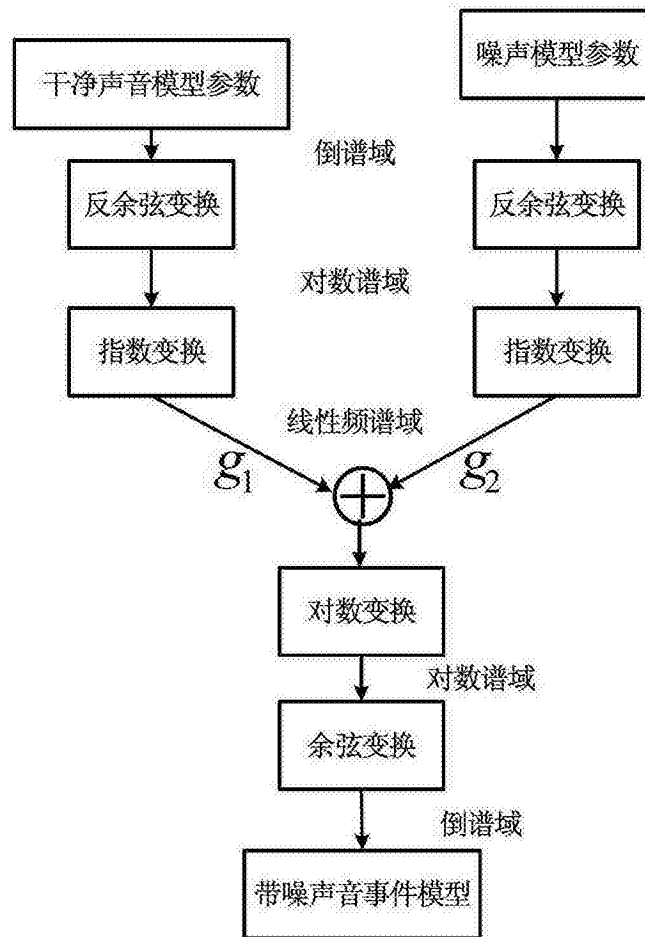 干净声音模型参数
噪声模型参数
倒谱域
反余弦变换
反余弦变换
对数谱域
指数变换
指数变换
线性频谱域
g1
g2
对数变换
对数谱域
余弦变换
倒谱域
带噪声音事件模型